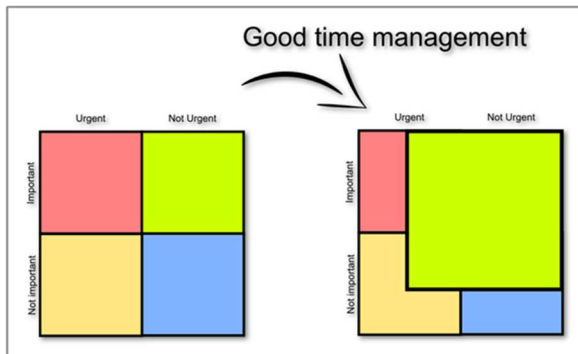 Good time management
Urgent Not Urgent
Important
Not important
Urgent Not Urgent
Important
Not important